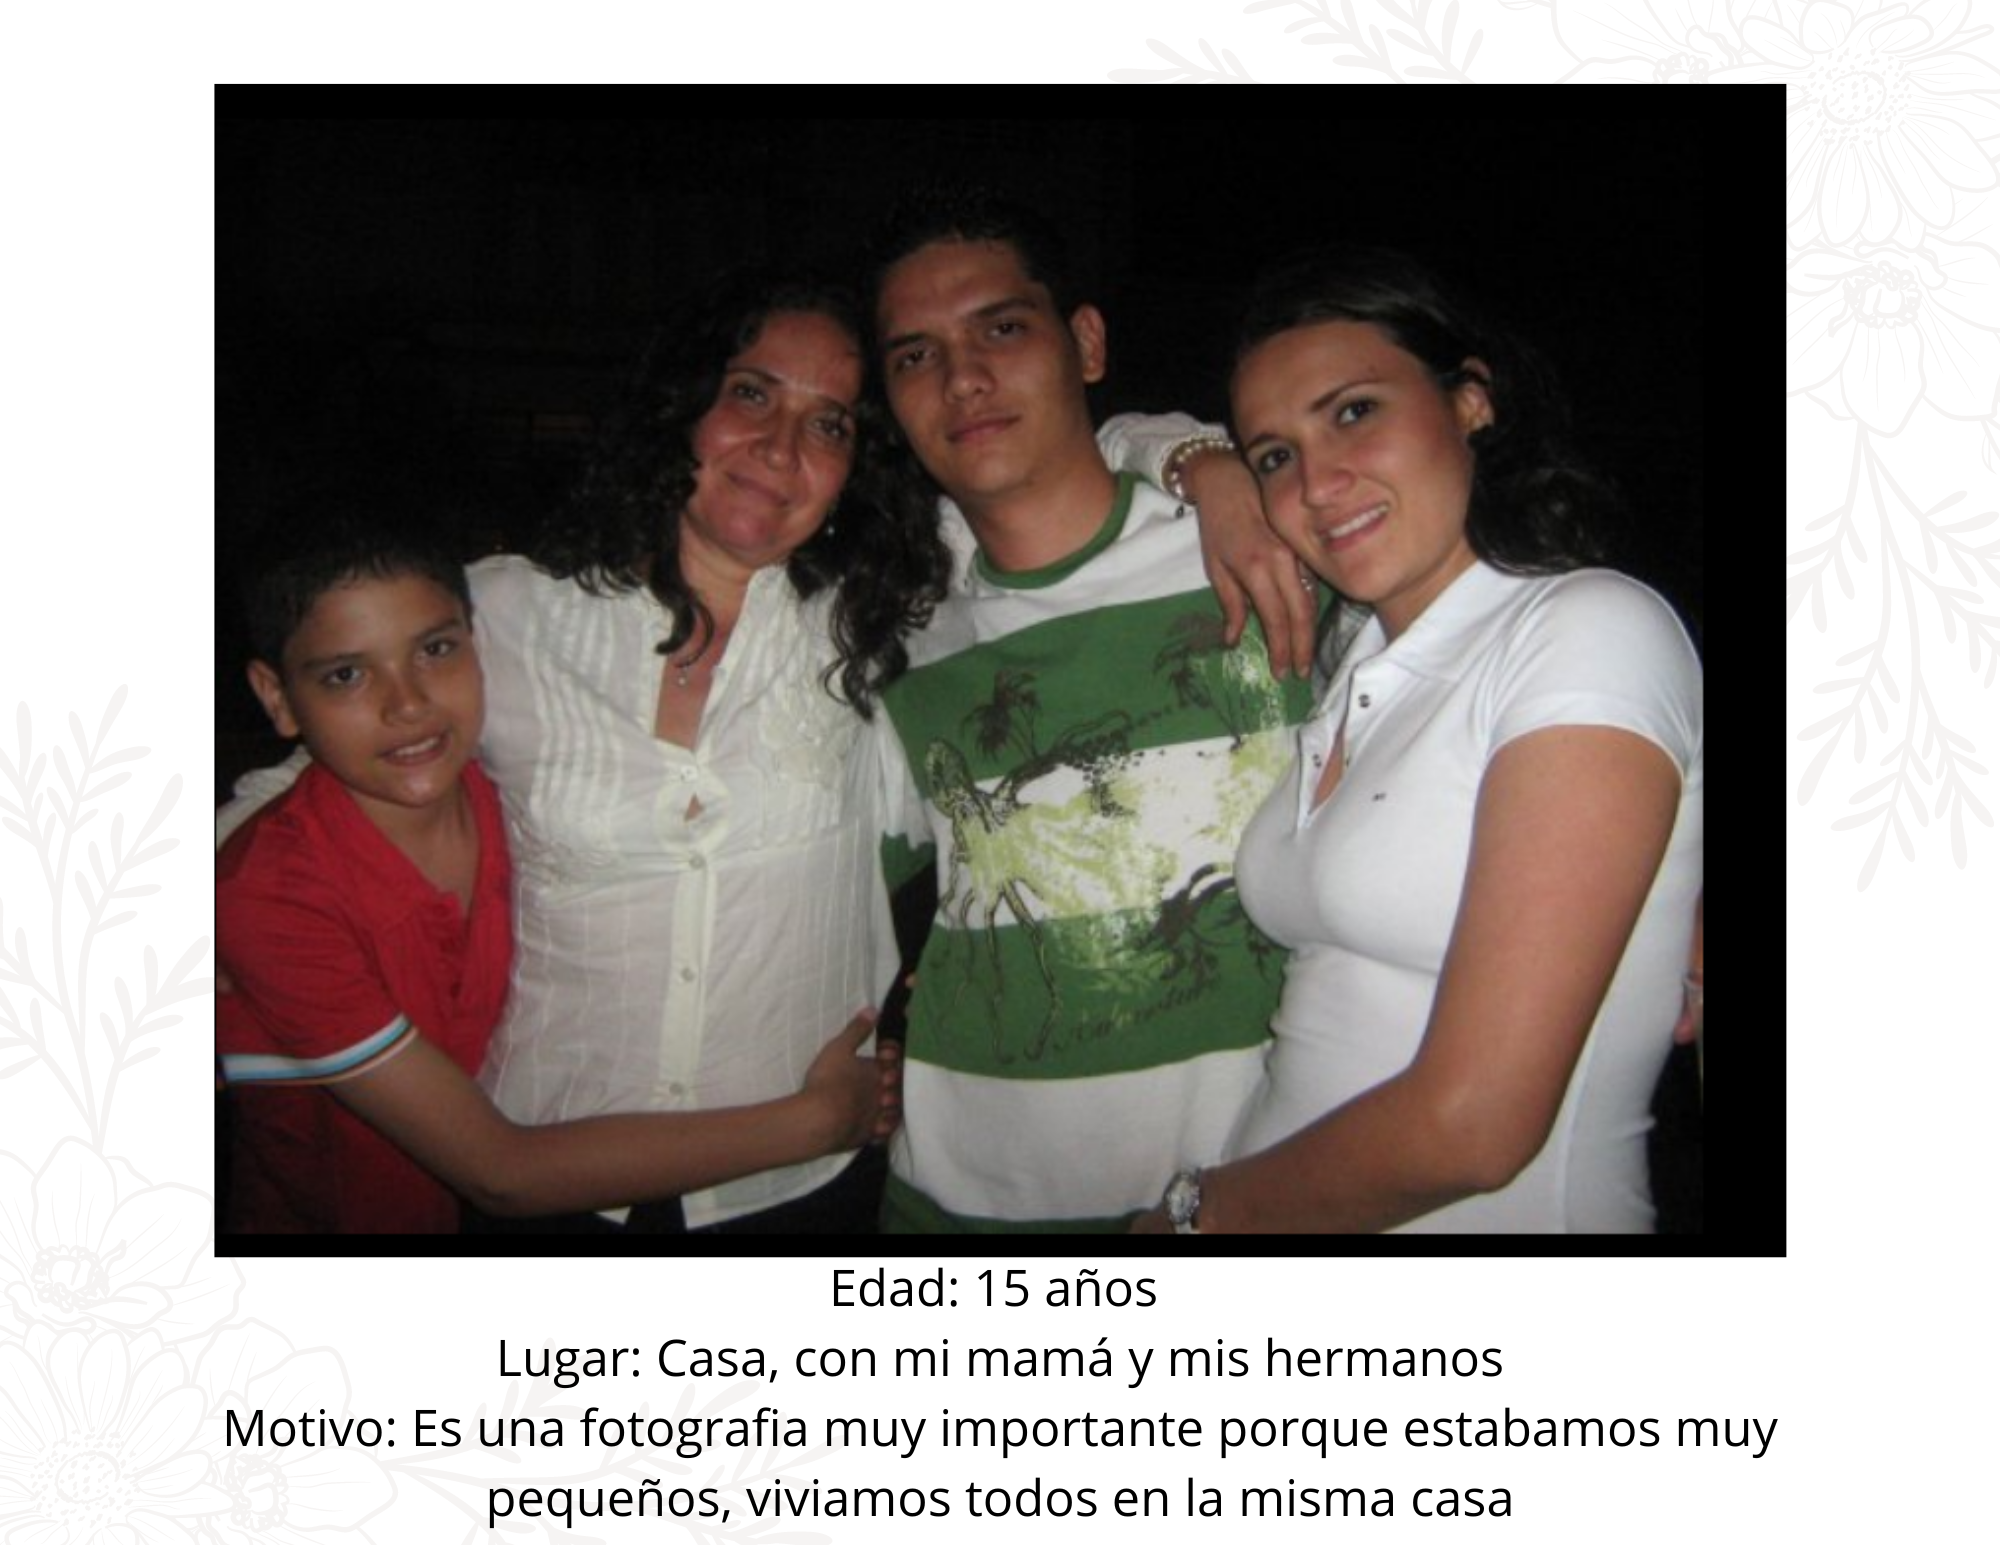 Edad: 15 años
Lugar: Casa, con mi mamá y mis hermanos
Motivo: Es una fotografia muy importante porque estabamos muy
pequeños, viviamos todos en la misma casa